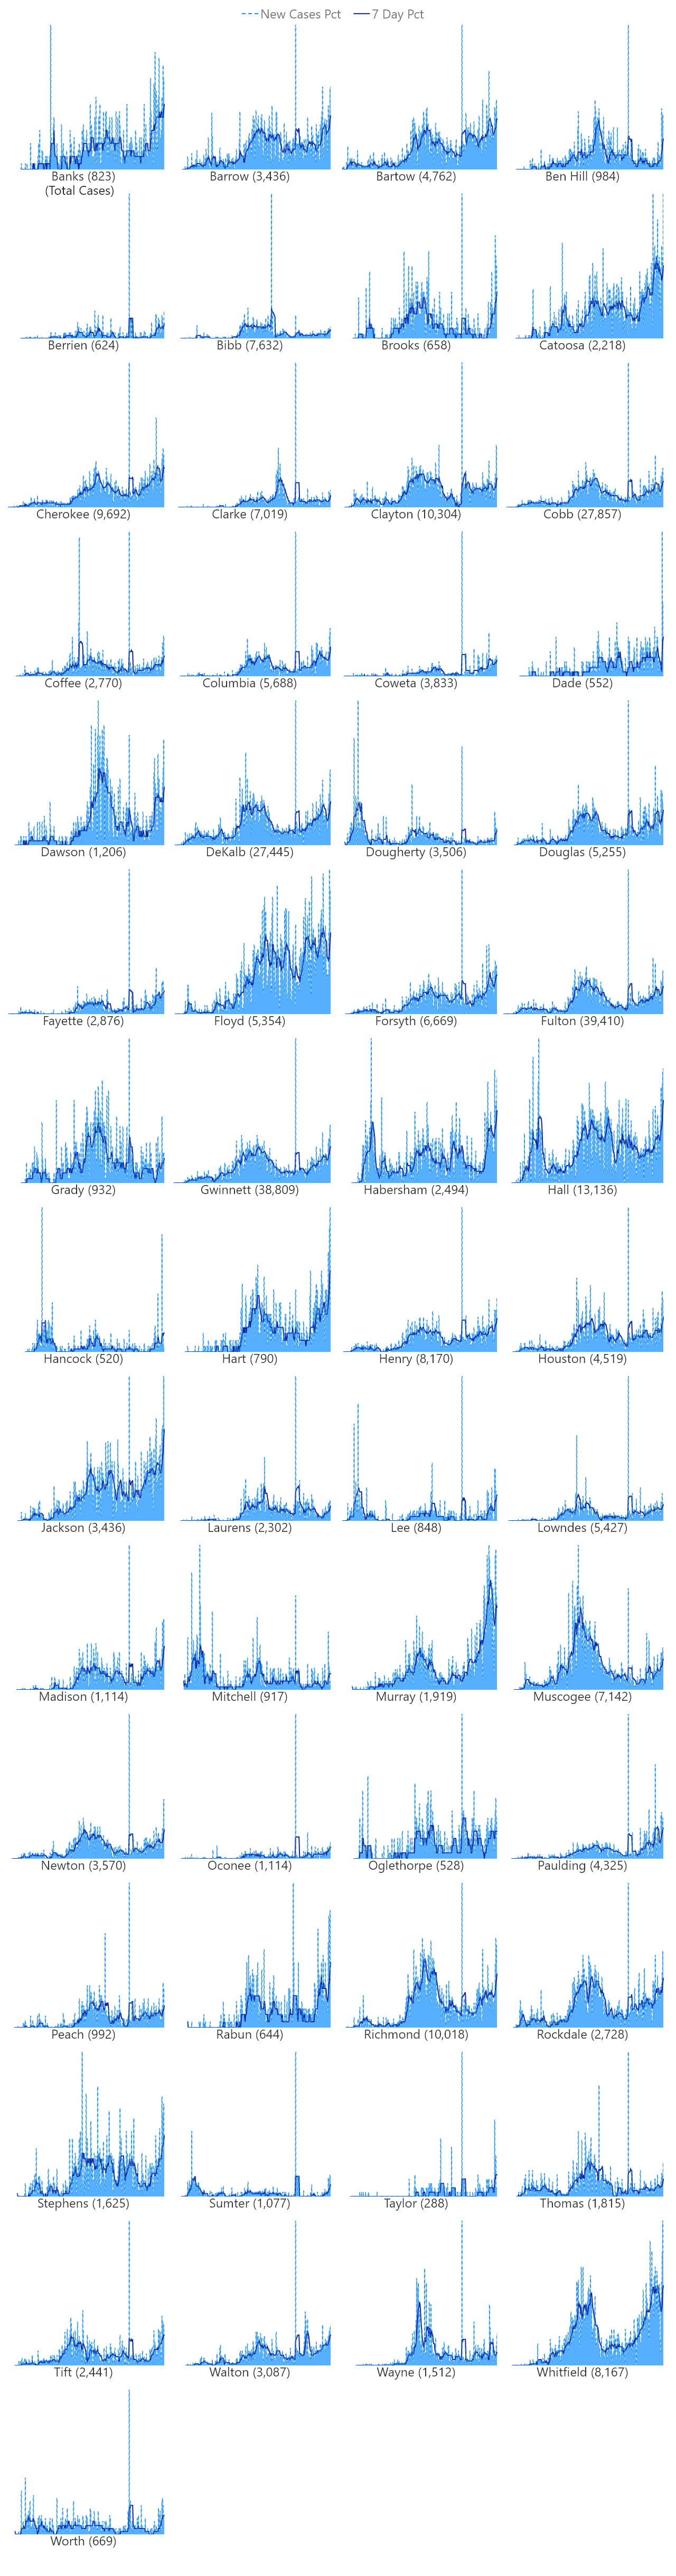 New Cases Pct 7 Day Pct
Banks (823) Barrow (3,436) Bartow (4,762) Ben Hill (984)
(Total Cases)
Berrien (624) Bibb (7,632) Brooks (658) Catoosa (2,218)
Cherokee (9,692) Clarke (7,019) Clayton (10,304) Cobb (27,857)
Coffee (2,770) Columbia (5,688) Coweta (3,833) Dade (552)
Dawson (1,206) DeKalb (27,445) Dougherty (3,506) Douglas (5,255)
Fayette (2,876) Floyd (5,354) Forsyth (6,669) Fulton (39,410)
Grady (932) Gwinnett (38,809) Habersham (2,494) Hall (13,136)
Hancock (520) Hart (790) Henry (8,170) Houston (4,519)
Jackson (3,436) Laurens (2,302) Lee (848) Lowndes (5,427)
Madison (1,114) Mitchell (917) Murray (1,919) Muscogee (7,142)
Newton (3,570) Oconee (1,114) Oglethorpe (528) Paulding (4,325)
Peach (992) Rabun (644) Richmond (10,018) Rockdale (2,728)
Stephens (1,625) Sumter (1,077) Taylor (288) Thomas (1,815)
Tift (2,441) Walton (3,087) Wayne (1,512) Whitfield (8,167)
Worth (669)